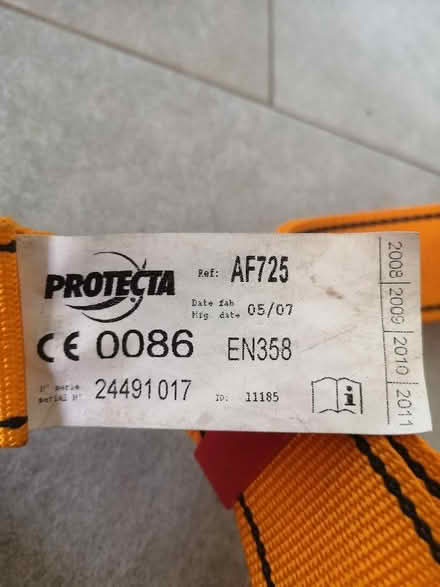 PROTECTA
Ref: AF725
Date fab
Mfg. date 05/07
CE 0086 EN358
N° serie
serial N° 24491017 ID: 11185
i
2008 2009 2010 2011